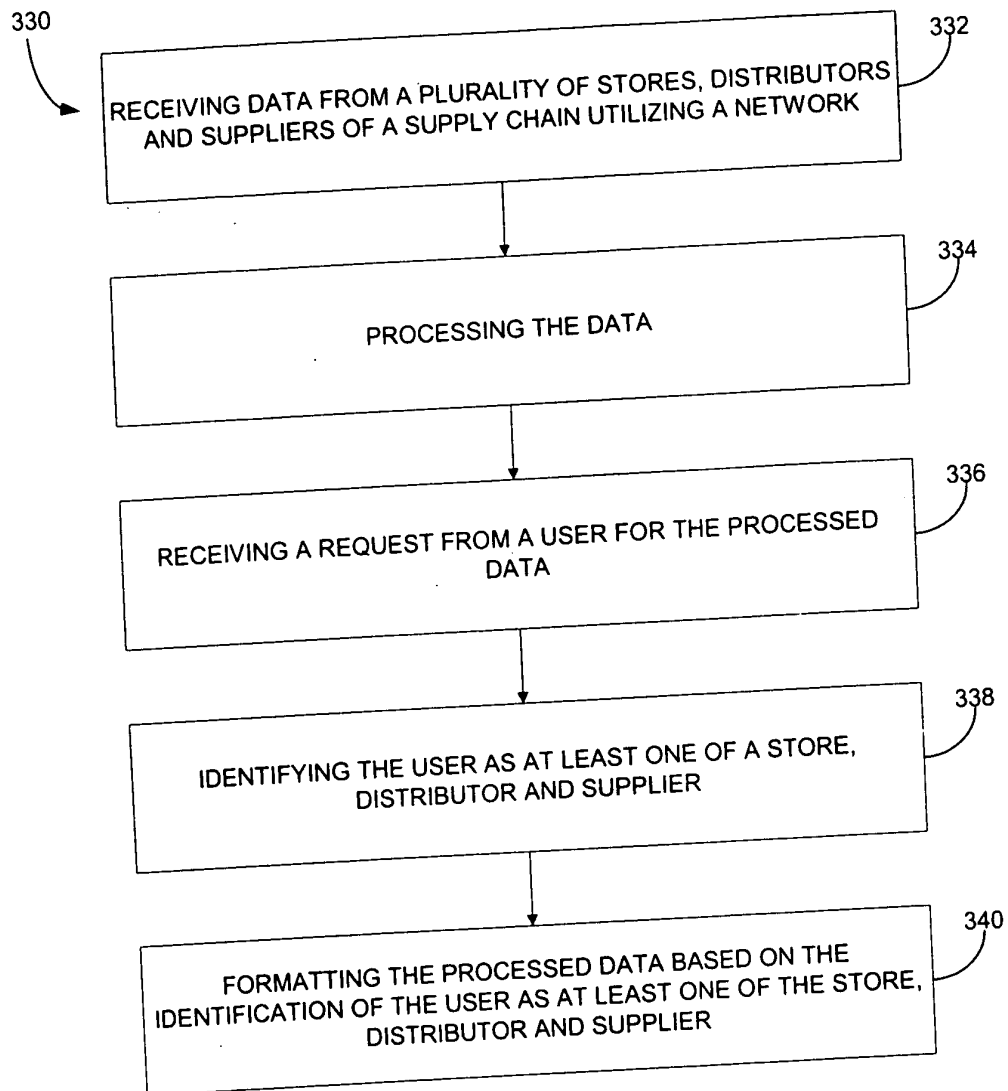 330
332
RECEIVING DATA FROM A PLURALITY OF STORES, DISTRIBUTORS
AND SUPPLIERS OF A SUPPLY CHAIN UTILIZING A NETWORK
334
PROCESSING THE DATA
336
RECEIVING A REQUEST FROM A USER FOR THE PROCESSED
DATA
338
IDENTIFYING THE USER AS AT LEAST ONE OF A STORE,
DISTRIBUTOR AND SUPPLIER
340
FORMATTING THE PROCESSED DATA BASED ON THE
IDENTIFICATION OF THE USER AS AT LEAST ONE OF THE STORE,
DISTRIBUTOR AND SUPPLIER